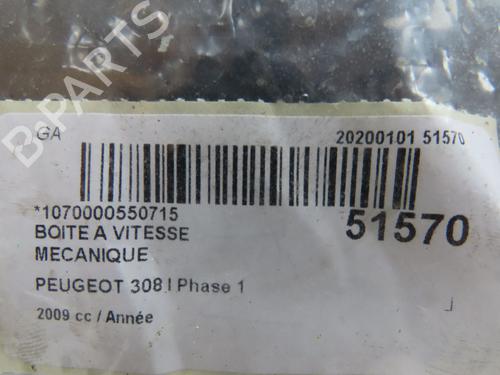 B-PARTS
GA
20200101 51570
*1070000550715
51570
BOITE A VITESSE
MECANIQUE
PEUGEOT 308 I Phase 1
2009 cc / Année